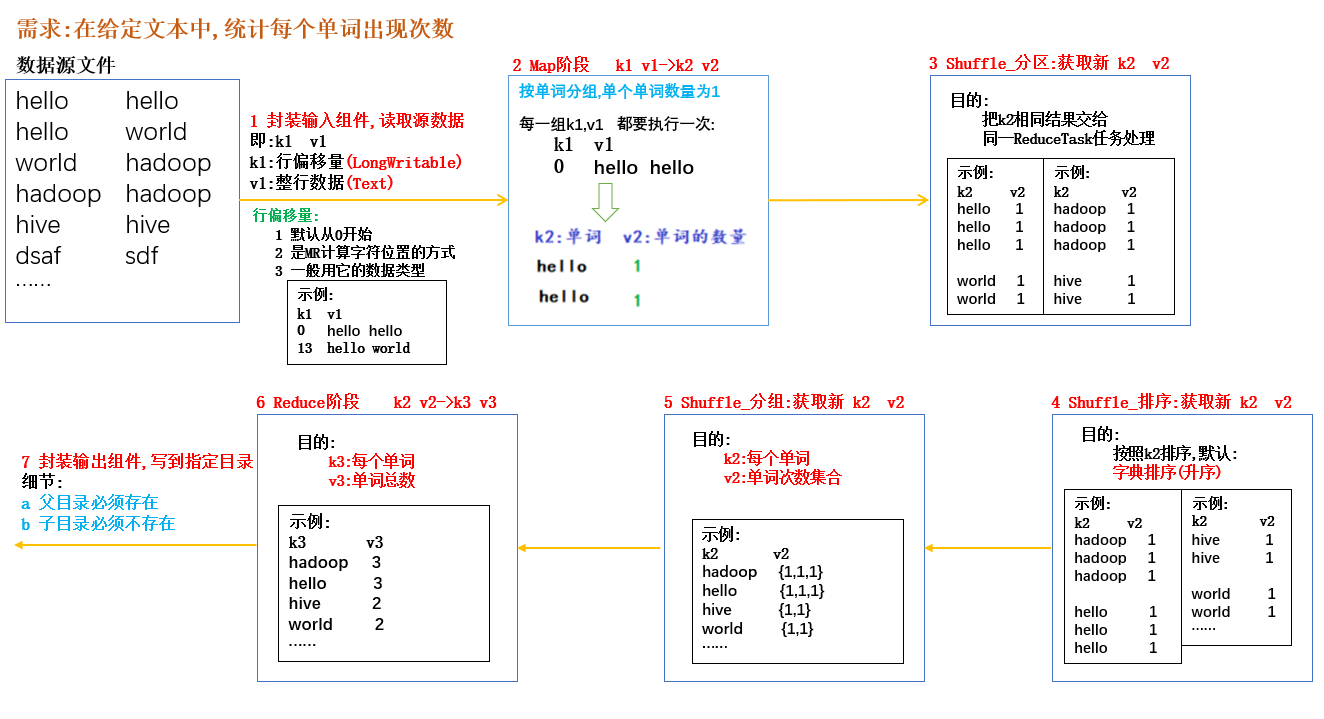 需求:在给定文本中,统计每个单词出现次数
数据源文件
hello hello
hello world
world hadoop
hadoop hadoop
hive hive
dsaf sdf
……
1 封装输入组件,读取源数据
即:k1 v1
k1:行偏移量(LongWritable)
v1:整行数据(Text)
行偏移量:
1 默认从0开始
2 是MR计算字符位置的方式
3 一般用它的数据类型
示例:
k1 v1
0 hello hello
13 hello world
2 Map阶段 k1 v1->k2 v2
按单词分组,单个单词数量为1
每一组k1,v1 都要执行一次:
k1 v1
0 hello hello
k2:单词 v2:单词的数量
hello 1
hello 1
3 Shuffle_分区:获取新 k2 v2
目的:
把k2相同结果交给
同一ReduceTask任务处理
示例:
k2 v2
hello 1
hello 1
hello 1
world 1
world 1
示例:
k2 v2
hadoop 1
hadoop 1
hadoop 1
hive 1
hive 1
4 Shuffle_排序:获取新 k2 v2
目的:
按照k2排序,默认:
字典排序(升序)
示例:
k2 v2
hadoop 1
hadoop 1
hadoop 1
hello 1
hello 1
hello 1
示例:
k2 v2
hive 1
hive 1
world 1
world 1
……
5 Shuffle_分组:获取新 k2 v2
目的:
k2:每个单词
v2:单词次数集合
示例:
k2 v2
hadoop {1,1,1}
hello {1,1,1}
hive {1,1}
world {1,1}
……
6 Reduce阶段 k2 v2->k3 v3
目的:
k3:每个单词
v3:单词总数
示例:
k3 v3
hadoop 3
hello 3
hive 2
world 2
……
7 封装输出组件,写到指定目录
细节:
a 父目录必须存在
b 子目录必须不存在